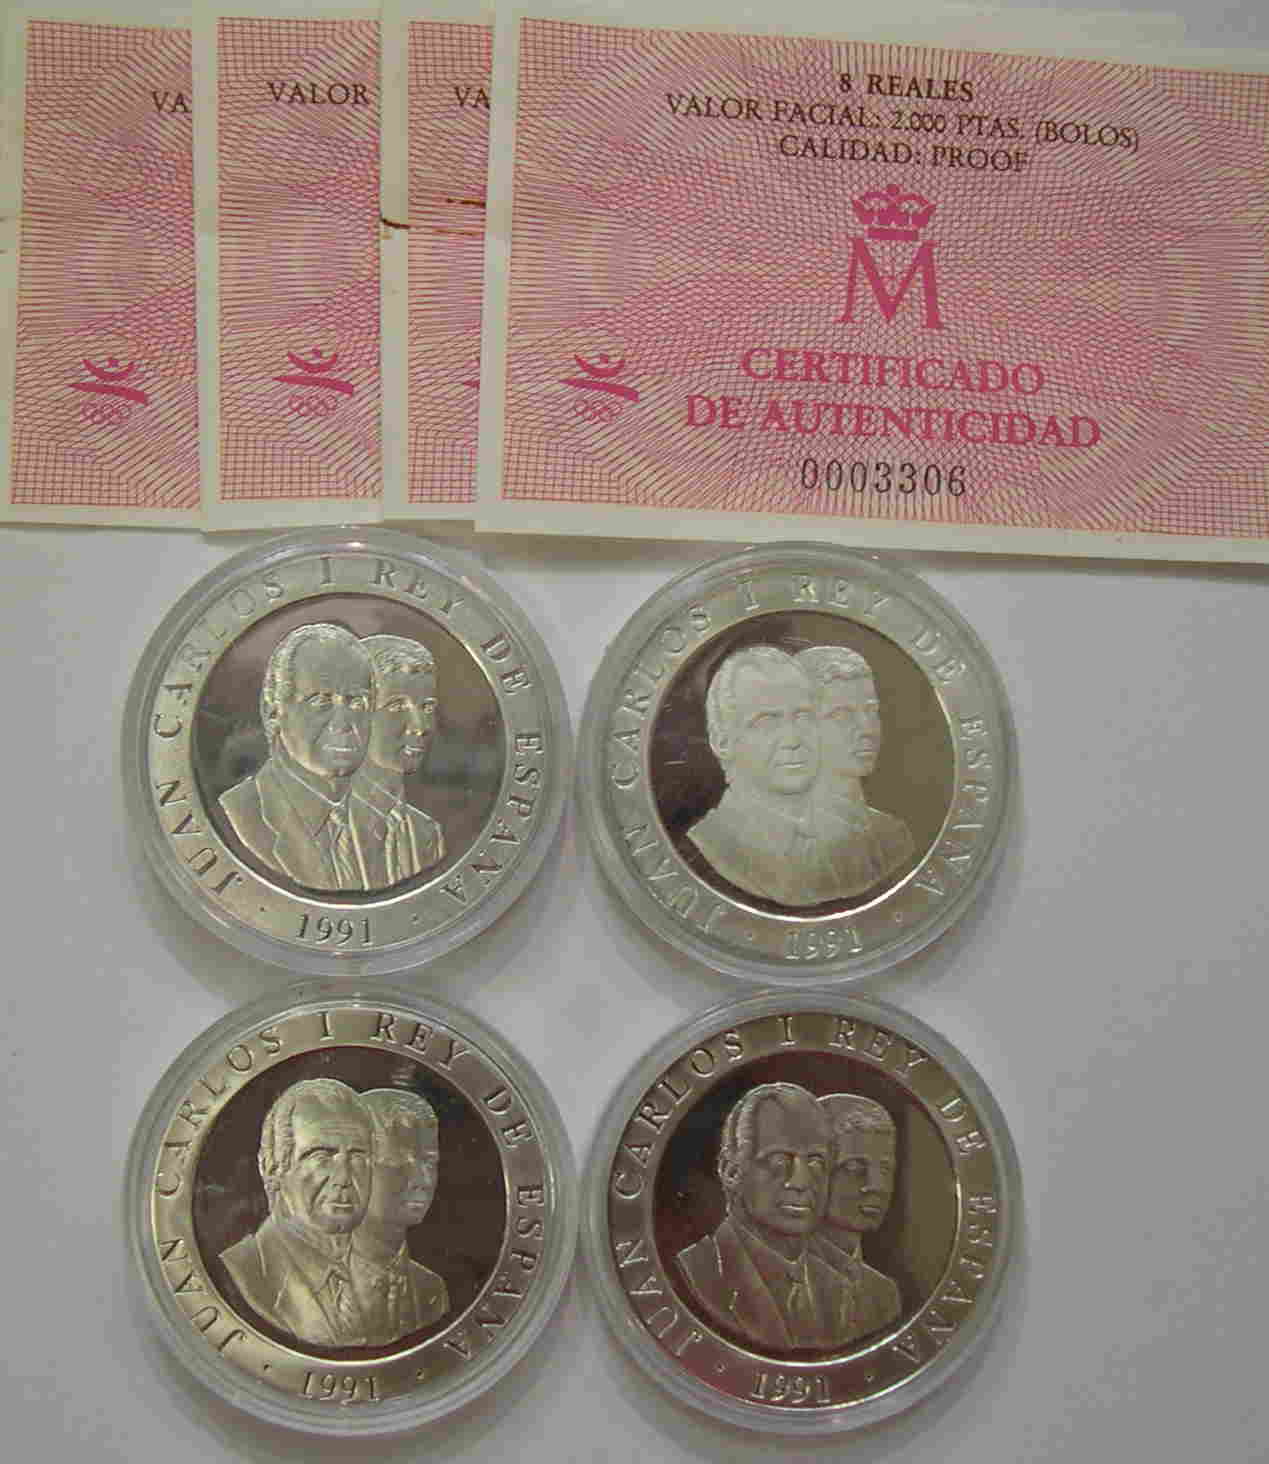 VA
VALOR
VA
8 REALES
VALOR FACIAL: 2.000 PTAS. (BOLOS)
CALIDAD: PROOF
M
CERTIFICADO
DE AUTENTICIDAD
0003306
JUAN CARLOS I REY DE ESPAÑA
· 1991 ·
JUAN CARLOS I REY DE ESPAÑA
· 1991 ·
JUAN CARLOS I REY DE ESPAÑA
· 1991 ·
JUAN CARLOS I REY DE ESPAÑA
· 1991 ·